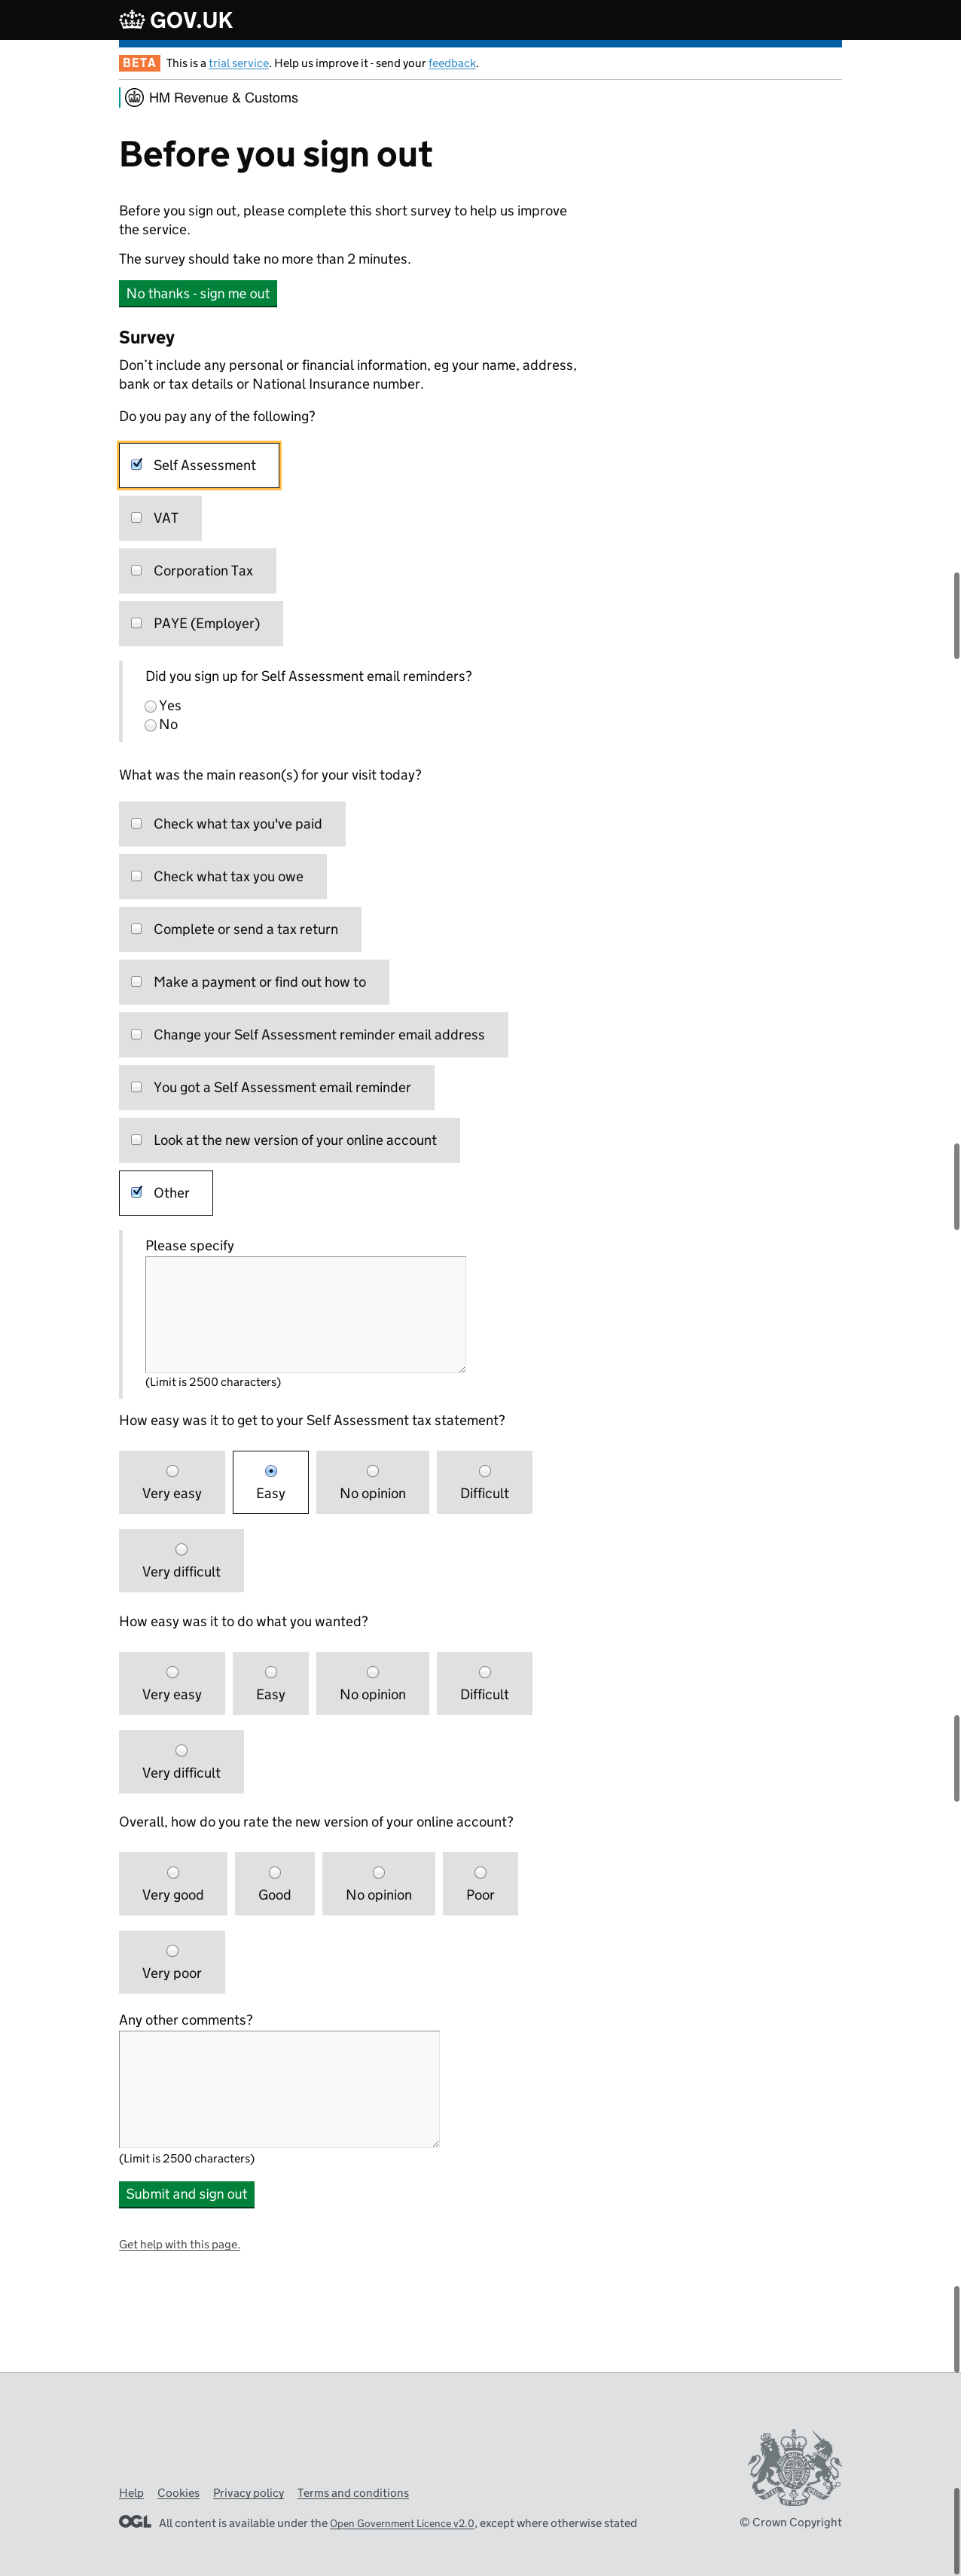 GOV.UK
BETA This is a trial service. Help us improve it - send your feedback.
HM Revenue & Customs
Before you sign out
Before you sign out, please complete this short survey to help us improve
the service.
The survey should take no more than 2 minutes.
No thanks - sign me out
Survey
Don’t include any personal or financial information, eg your name, address,
bank or tax details or National Insurance number.
Do you pay any of the following?
Self Assessment
VAT
Corporation Tax
PAYE (Employer)
Did you sign up for Self Assessment email reminders?
Yes
No
What was the main reason(s) for your visit today?
Check what tax you've paid
Check what tax you owe
Complete or send a tax return
Make a payment or find out how to
Change your Self Assessment reminder email address
You got a Self Assessment email reminder
Look at the new version of your online account
Other
Please specify
(Limit is 2500 characters)
How easy was it to get to your Self Assessment tax statement?
Very easy Easy No opinion Difficult
Very difficult
How easy was it to do what you wanted?
Very easy Easy No opinion Difficult
Very difficult
Overall, how do you rate the new version of your online account?
Very good Good No opinion Poor
Very poor
Any other comments?
(Limit is 2500 characters)
Submit and sign out
Get help with this page.
Help Cookies Privacy policy Terms and conditions
OGL All content is available under the Open Government Licence v2.0, except where otherwise stated
© Crown Copyright